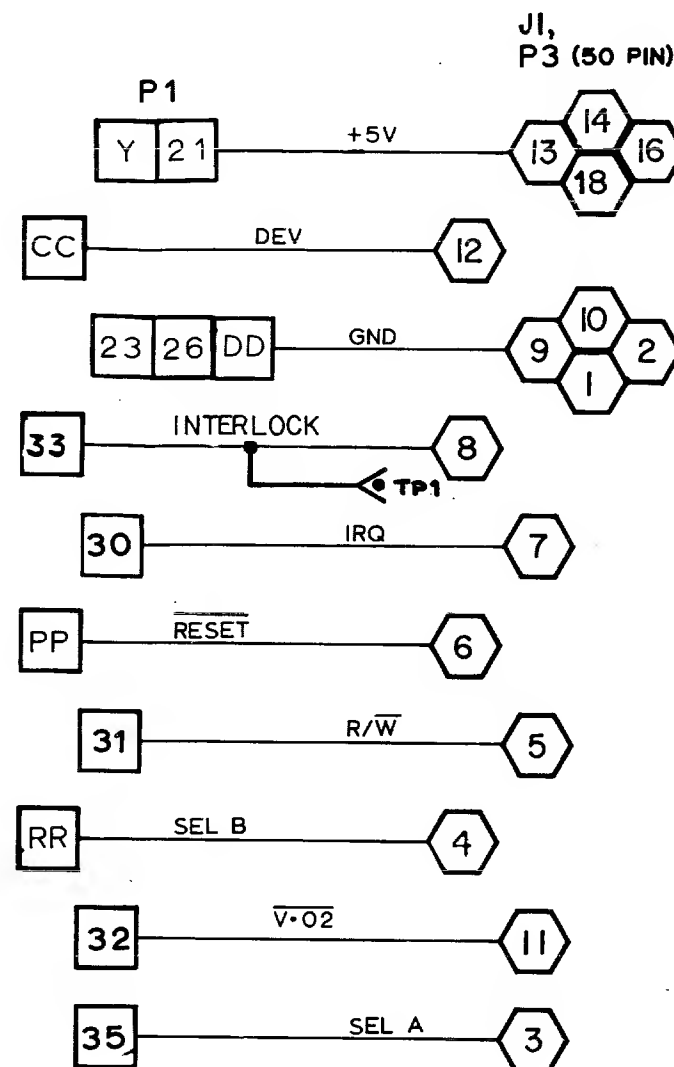 J1,
P3 (50 PIN)
P1
Y 21 +5V 13 14 18 16
CC DEV 12
23 26 DD GND 9 10 1 2
33 INTERLOCK 8
TP1
30 IRQ 7
PP RESET 6
31 R/W 5
RR SEL B 4
32 V·02 11
35 SEL A 3